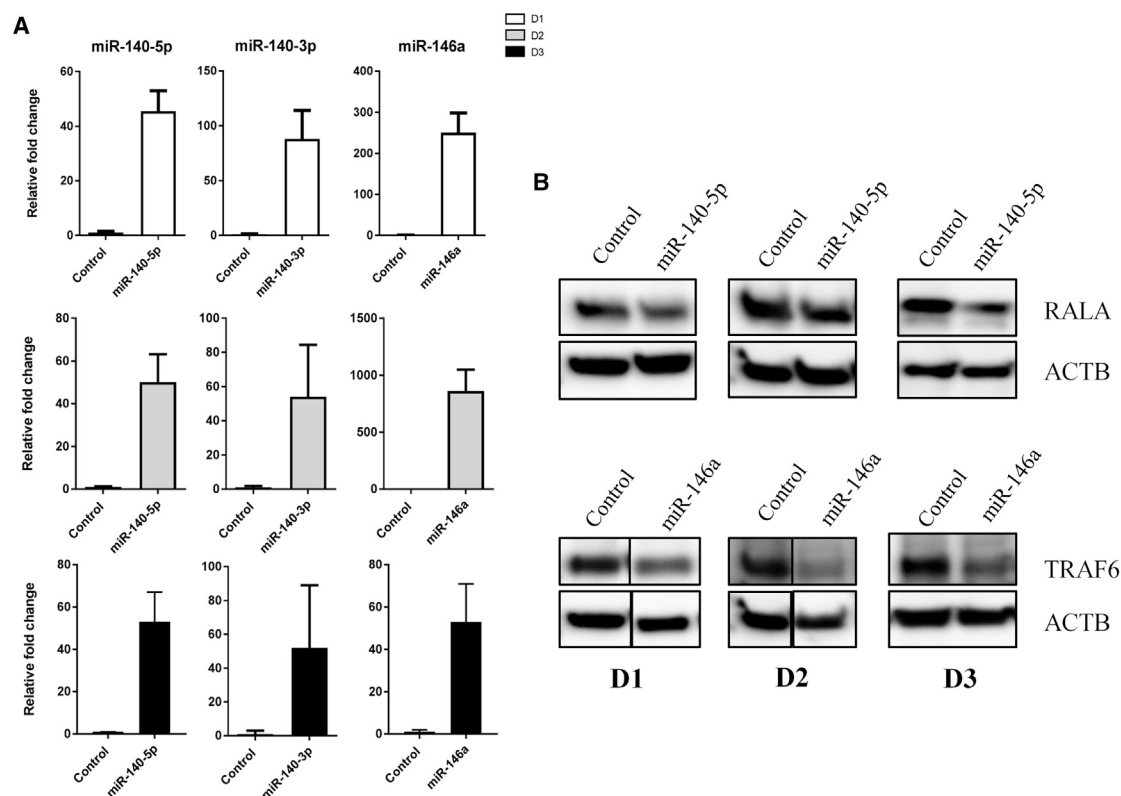 A
D1
D2
D3
miR-140-5p
miR-140-3p
miR-146a
Relative fold change
60
40
20
0
Control
miR-140-5p
150
100
50
0
Control
miR-140-3p
400
300
200
100
0
Control
miR-146a
Relative fold change
80
60
40
20
0
Control
miR-140-5p
100
80
60
40
20
0
Control
miR-140-3p
1500
1000
500
0
Control
miR-146a
Relative fold change
80
60
40
20
0
Control
miR-140-5p
100
80
60
40
20
0
Control
miR-140-3p
80
60
40
20
0
Control
miR-146a
B
Control
miR-140-5p
Control
miR-140-5p
Control
miR-140-5p
RALA
ACTB
Control
miR-146a
Control
miR-146a
Control
miR-146a
TRAF6
ACTB
D1
D2
D3